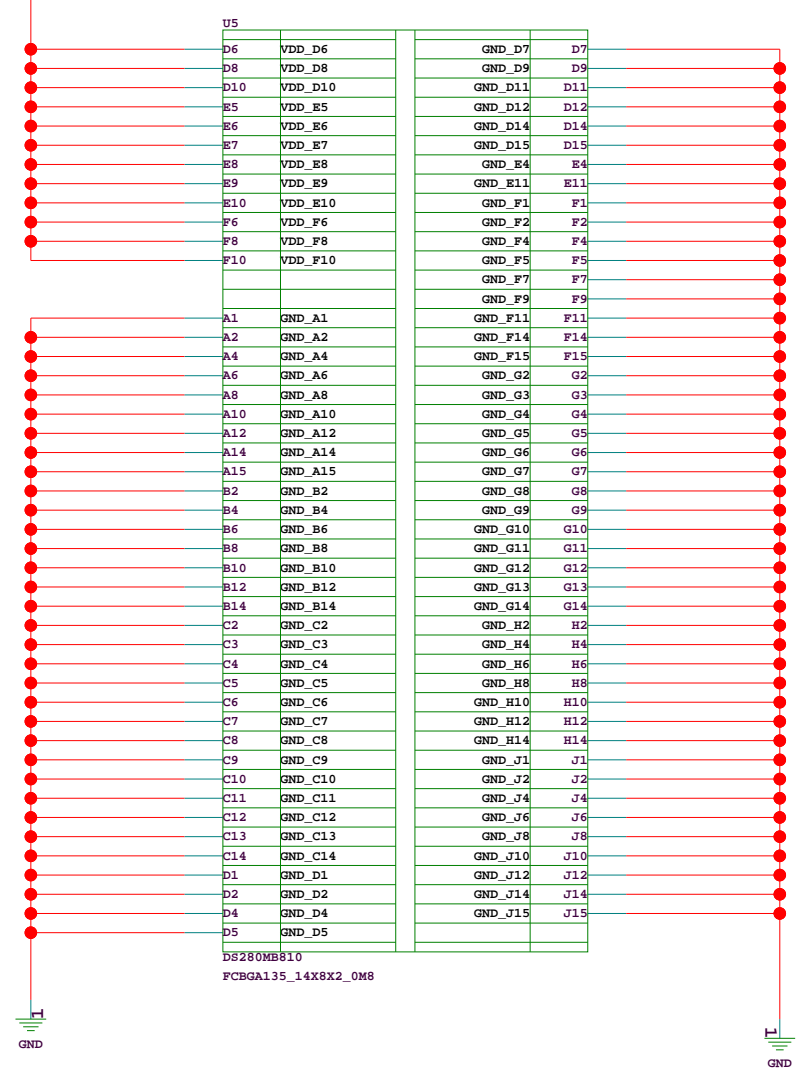 U5
D6 VDD_D6 GND_D7 D7
D8 VDD_D8 GND_D9 D9
D10 VDD_D10 GND_D11 D11
E5 VDD_E5 GND_D12 D12
E6 VDD_E6 GND_D14 D14
E7 VDD_E7 GND_D15 D15
E8 VDD_E8 GND_E4 E4
E9 VDD_E9 GND_E11 E11
E10 VDD_E10 GND_F1 F1
F6 VDD_F6 GND_F2 F2
F8 VDD_F8 GND_F4 F4
F10 VDD_F10 GND_F5 F5
GND_F7 F7
GND_F9 F9
A1 GND_A1 GND_F11 F11
A2 GND_A2 GND_F14 F14
A4 GND_A4 GND_F15 F15
A6 GND_A6 GND_G2 G2
A8 GND_A8 GND_G3 G3
A10 GND_A10 GND_G4 G4
A12 GND_A12 GND_G5 G5
A14 GND_A14 GND_G6 G6
A15 GND_A15 GND_G7 G7
B2 GND_B2 GND_G8 G8
B4 GND_B4 GND_G9 G9
B6 GND_B6 GND_G10 G10
B8 GND_B8 GND_G11 G11
B10 GND_B10 GND_G12 G12
B12 GND_B12 GND_G13 G13
B14 GND_B14 GND_G14 G14
C2 GND_C2 GND_H2 H2
C3 GND_C3 GND_H4 H4
C4 GND_C4 GND_H6 H6
C5 GND_C5 GND_H8 H8
C6 GND_C6 GND_H10 H10
C7 GND_C7 GND_H12 H12
C8 GND_C8 GND_H14 H14
C9 GND_C9 GND_J1 J1
C10 GND_C10 GND_J2 J2
C11 GND_C11 GND_J4 J4
C12 GND_C12 GND_J6 J6
C13 GND_C13 GND_J8 J8
C14 GND_C14 GND_J10 J10
D1 GND_D1 GND_J12 J12
D2 GND_D2 GND_J14 J14
D4 GND_D4 GND_J15 J15
D5 GND_D5
DS280MB810
FCBGA135_14X8X2_0M8
1
GND
1
GND